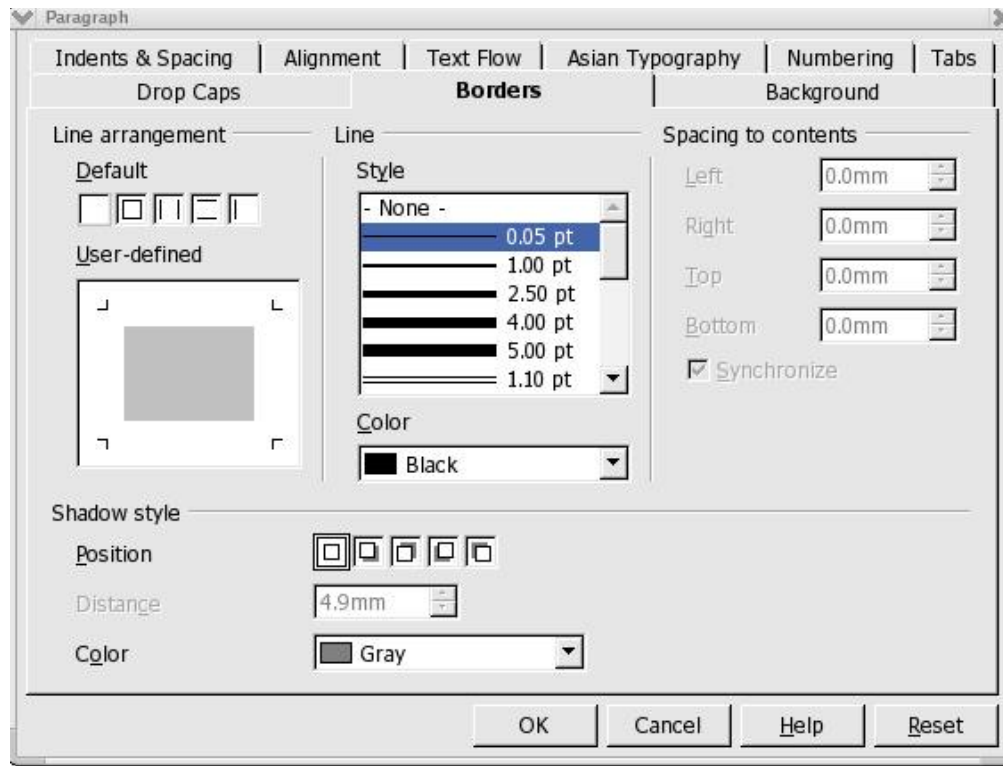 Paragraph
Indents & Spacing Alignment Text Flow Asian Typography Numbering Tabs
Drop Caps Borders Background
Line arrangement Line Spacing to contents
Default Style Left 0.0mm
- None -
0.05 pt
Right 0.0mm
User-defined
1.00 pt
Top 0.0mm
2.50 pt
4.00 pt
Bottom 0.0mm
5.00 pt
1.10 pt
Synchronize
Color
Black
Shadow style
Position
Distance 4.9mm
Color Gray
OK Cancel Help Reset